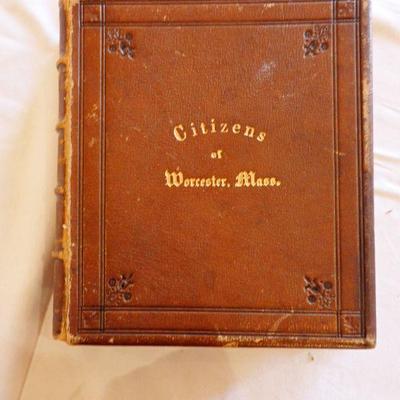 Citizens
of
Worcester, Mass.